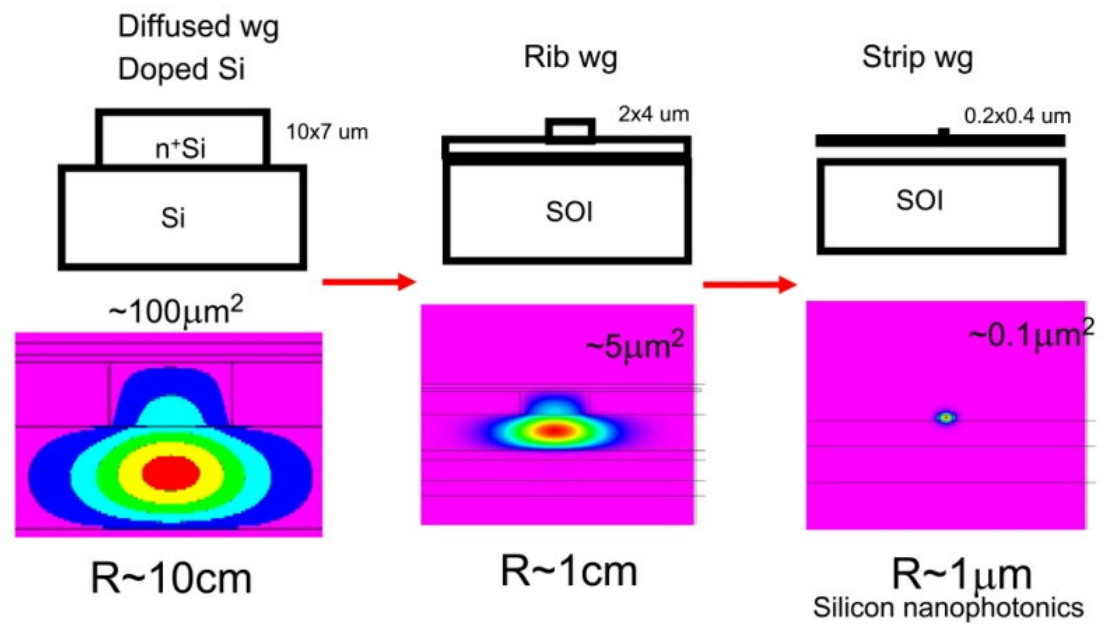 Diffused wg
Doped Si
10x7 um
n⁺Si
Si
~100μm²
R~10cm
Rib wg
2x4 um
SOI
~5μm²
R~1cm
Strip wg
0.2x0.4 um
SOI
~0.1μm²
R~1μm
Silicon nanophotonics